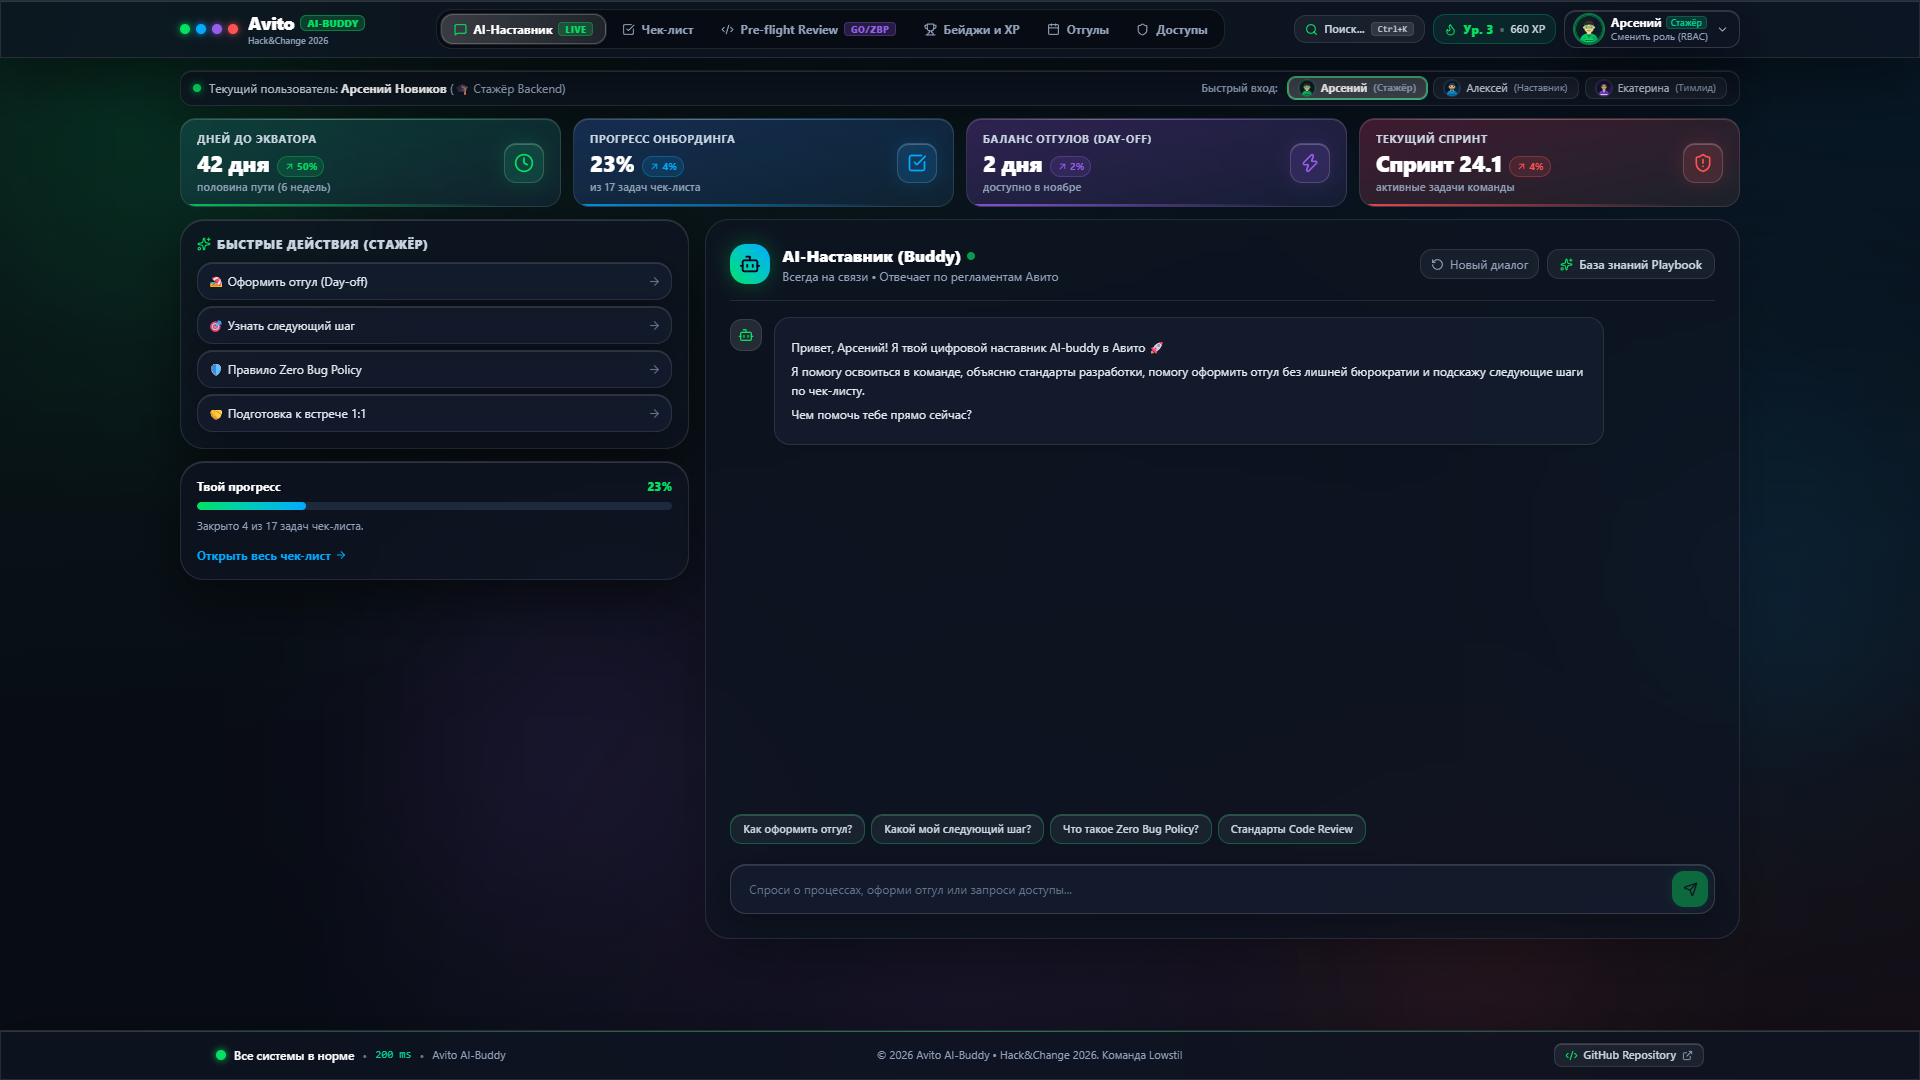 Avito AI-BUDDY
Hack&Change 2026
AI-Наставник LIVE
Чек-лист
Pre-flight Review GO/ZBP
Бейджи и XP
Отгулы
Доступы
Поиск... Ctrl+K
Ур. 3 • 660 XP
Арсений Стажёр
Сменить роль (RBAC)
Текущий пользователь: Арсений Новиков ( Стажёр Backend)
Быстрый вход:
Арсений (Стажёр)
Алексей (Наставник)
Екатерина (Тимлид)
ДНЕЙ ДО ЭКВАТОРА
42 дня 50%
половина пути (6 недель)
ПРОГРЕСС ОНБОРДИНГА
23% 4%
из 17 задач чек-листа
БАЛАНС ОТГУЛОВ (DAY-OFF)
2 дня 2%
доступно в ноябре
ТЕКУЩИЙ СПРИНТ
Спринт 24.1 4%
активные задачи команды
БЫСТРЫЕ ДЕЙСТВИЯ (СТАЖЁР)
Оформить отгул (Day-off)
Узнать следующий шаг
Правило Zero Bug Policy
Подготовка к встрече 1:1
Твой прогресс 23%
Закрыто 4 из 17 задач чек-листа.
Открыть весь чек-лист
AI-Наставник (Buddy)
Всегда на связи • Отвечает по регламентам Авито
Новый диалог
База знаний Playbook
Привет, Арсений! Я твой цифровой наставник AI-buddy в Авито 🚀
Я помогу освоиться в команде, объясню стандарты разработки, помогу оформить отгул без лишней бюрократии и подскажу следующие шаги
по чек-листу.
Чем помочь тебе прямо сейчас?
Как оформить отгул?
Какой мой следующий шаг?
Что такое Zero Bug Policy?
Стандарты Code Review
Спроси о процессах, оформи отгул или запроси доступы...
Все системы в норме • 200 ms • Avito AI-Buddy
© 2026 Avito AI-Buddy • Hack&Change 2026. Команда Lowstil
GitHub Repository